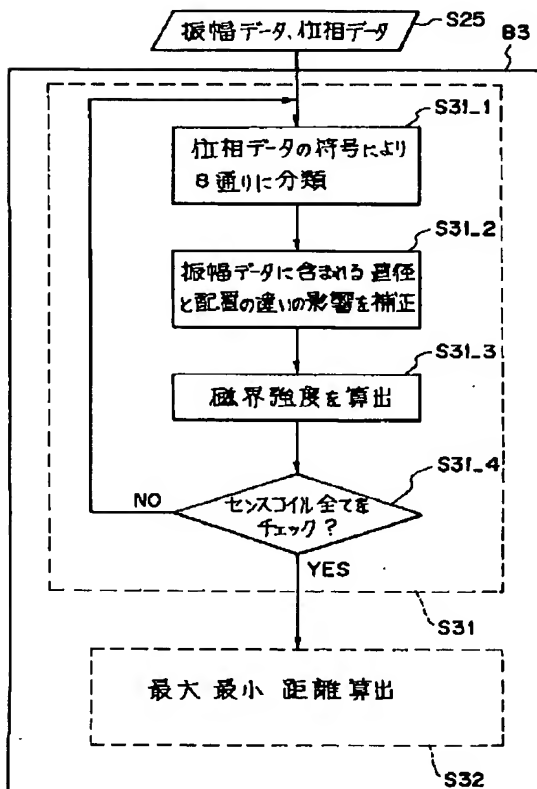 振幅データ、位相データ
S25
B3
S31_1
位相データの符号により
8通りに分類
S31_2
振幅データに含まれる直径
と配置の違いの影響を補正
S31_3
磁界強度を算出
S31_4
センスコイル全てを
チェック?
NO
YES
S31
最大 最小 距離算出
S32